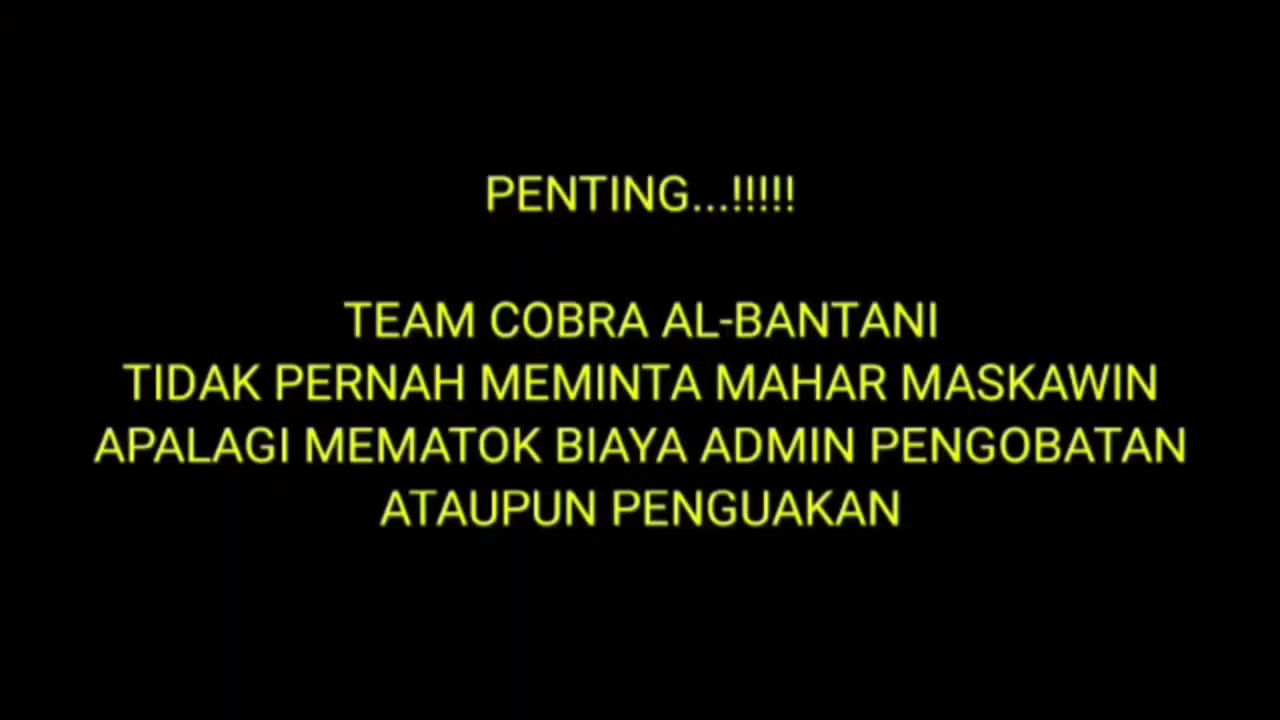 PENTING...!!!!!
TEAM COBRA AL-BANTANI
TIDAK PERNAH MEMINTA MAHAR MASKAWIN
APALAGI MEMATOK BIAYA ADMIN PENGOBATAN
ATAUPUN PENGUAKAN